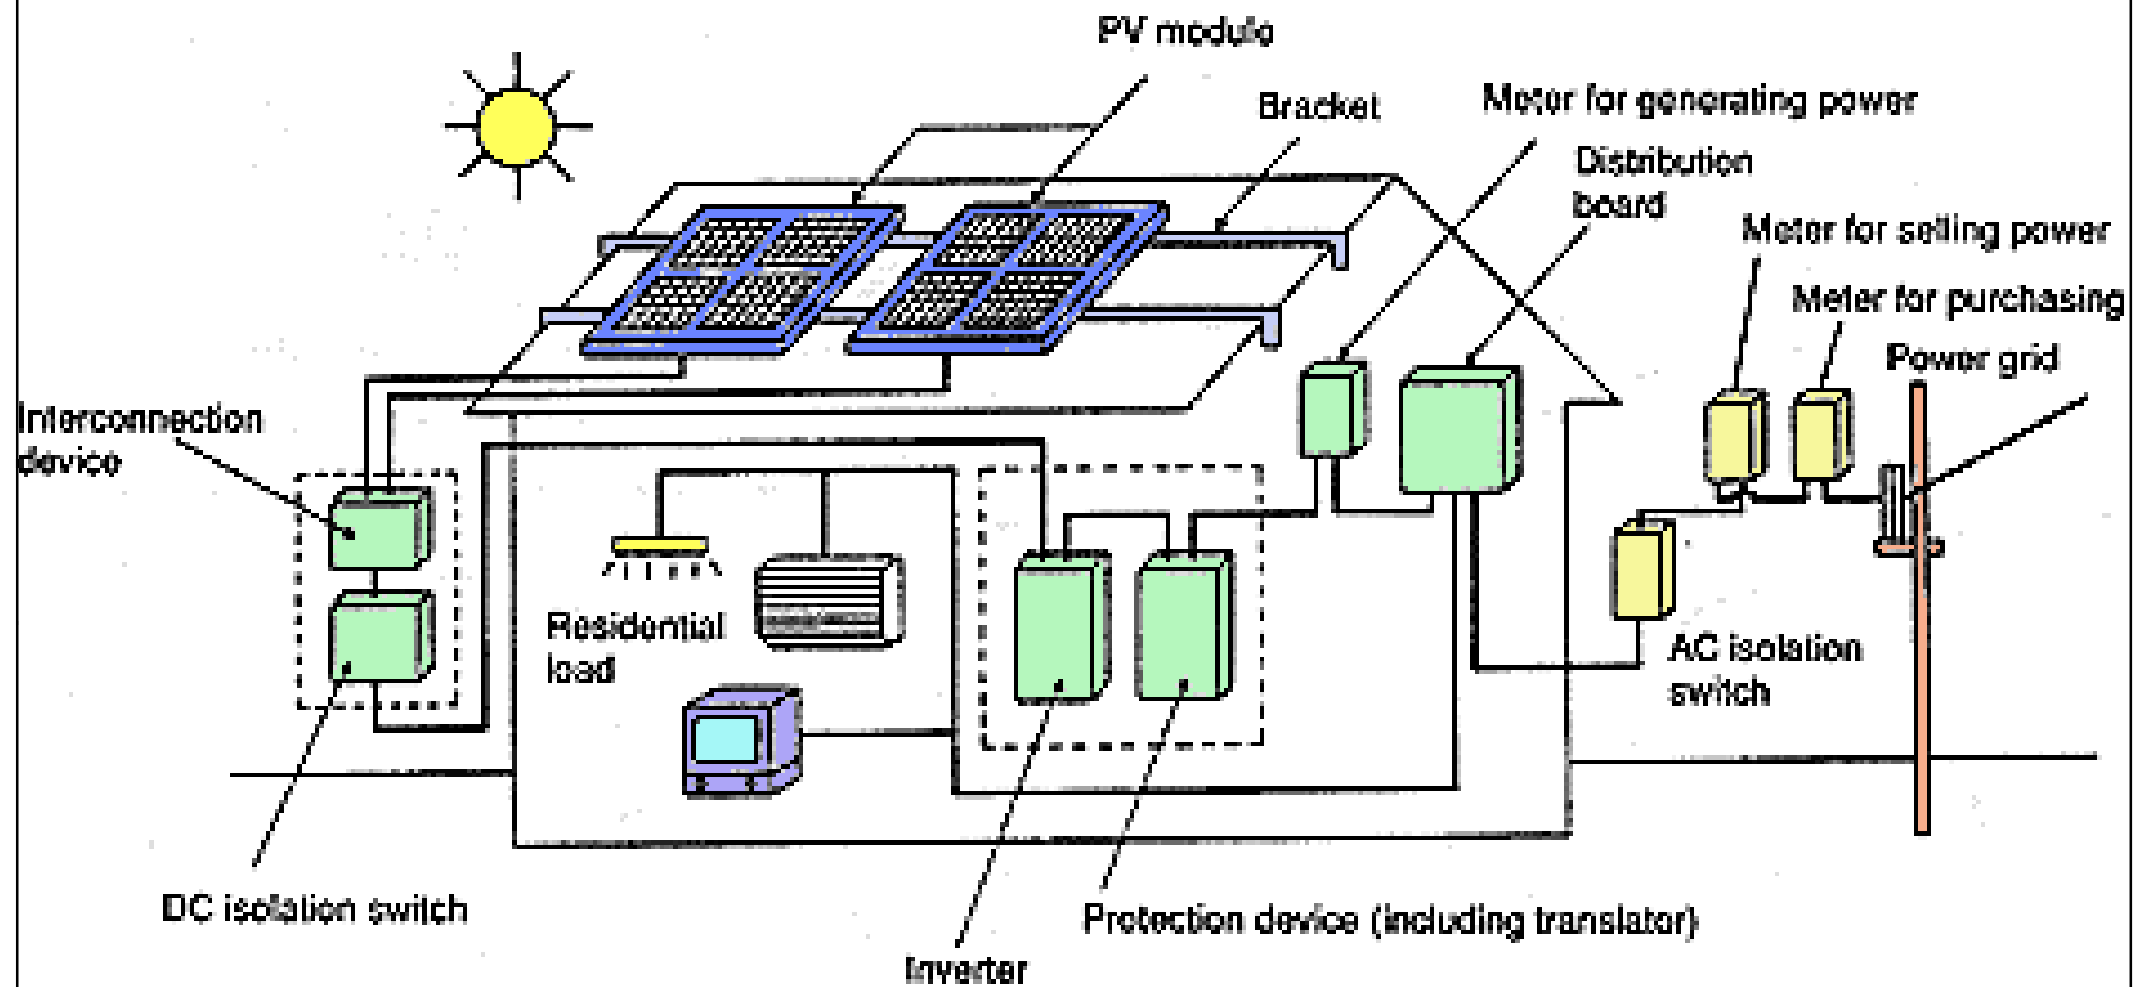 PV module
Bracket
Meter for generating power
Distribution
board
Meter for selling power
Meter for purchasing
Power grid
Interconnection
device
Residential
load
AC isolation
switch
DC isolation switch
Protection device (including translator)
Inverter